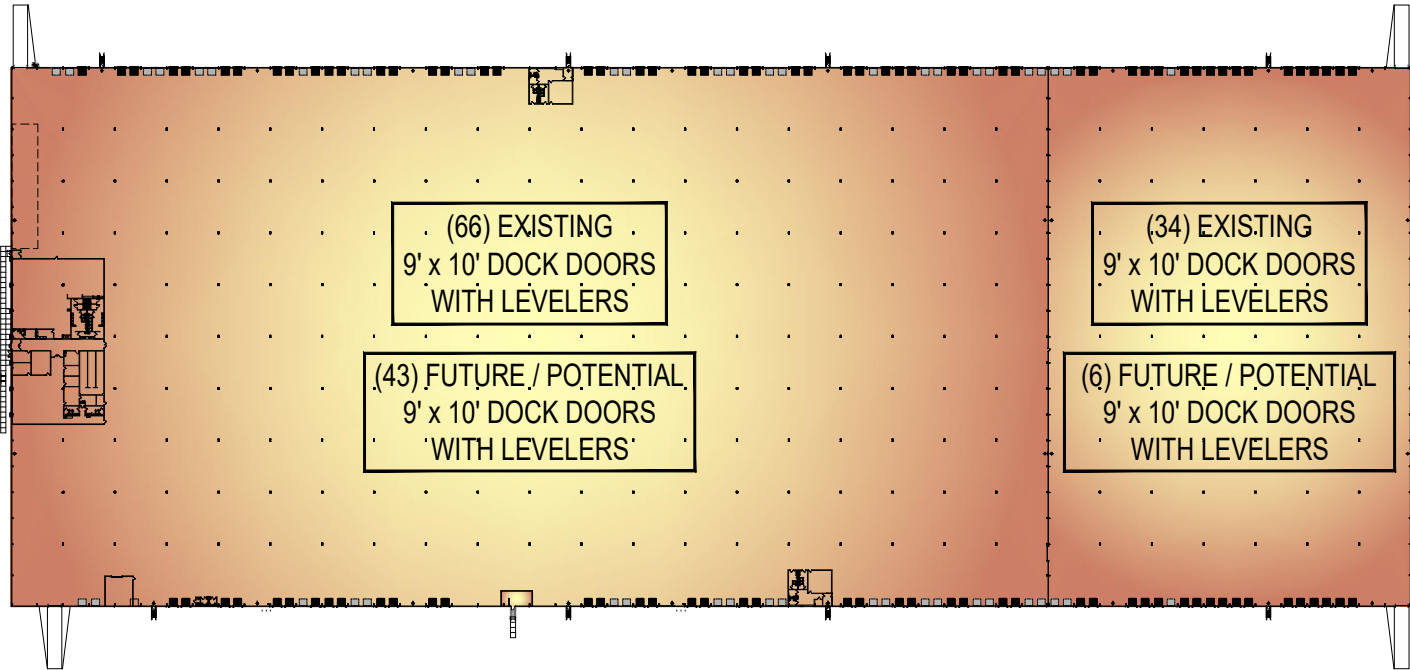 (66) EXISTING
9' x 10' DOCK DOORS
WITH LEVELERS
(43) FUTURE / POTENTIAL
9' x 10' DOCK DOORS
WITH LEVELERS
(34) EXISTING
9' x 10' DOCK DOORS
WITH LEVELERS
(6) FUTURE / POTENTIAL
9' x 10' DOCK DOORS
WITH LEVELERS